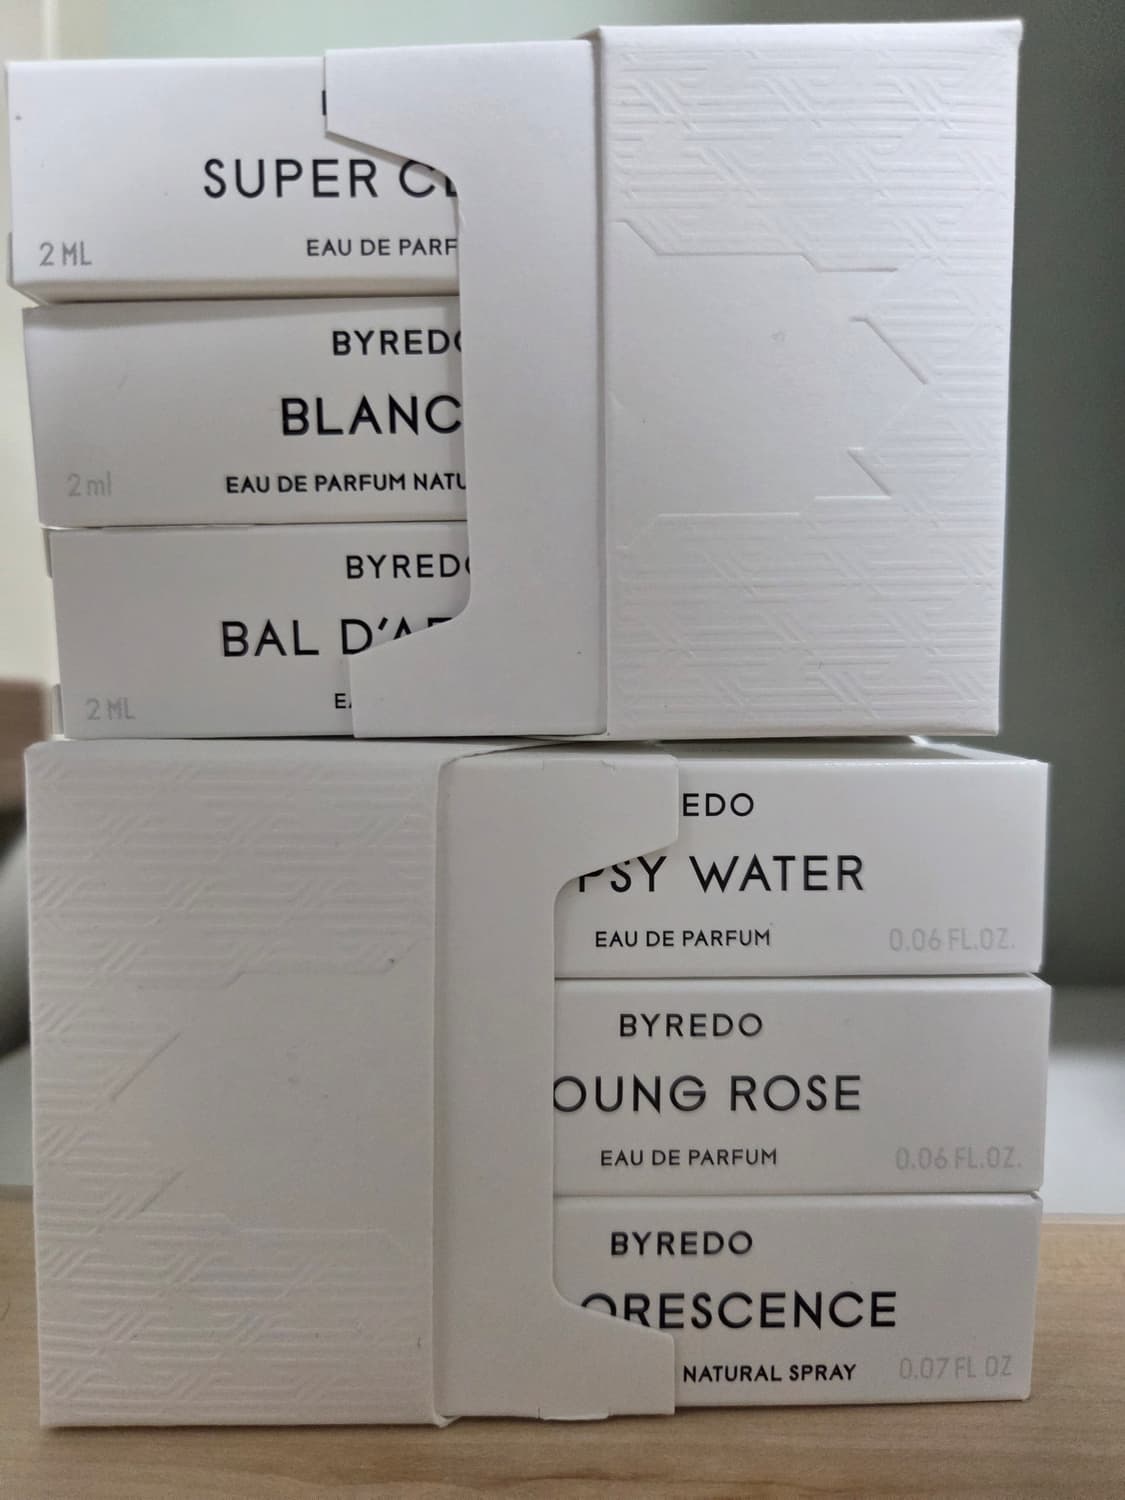 SUPER CE
2 ML
EAU DE PARF
BYREDO
BLANC
2 ml
EAU DE PARFUM NATU
BYREDO
BAL D'AF
2 ML
EA
EDO
PSY WATER
EAU DE PARFUM
0.06 FL.OZ.
BYREDO
OUNG ROSE
EAU DE PARFUM
0.06 FL.OZ.
BYREDO
ORESCENCE
NATURAL SPRAY
0.07 FL OZ